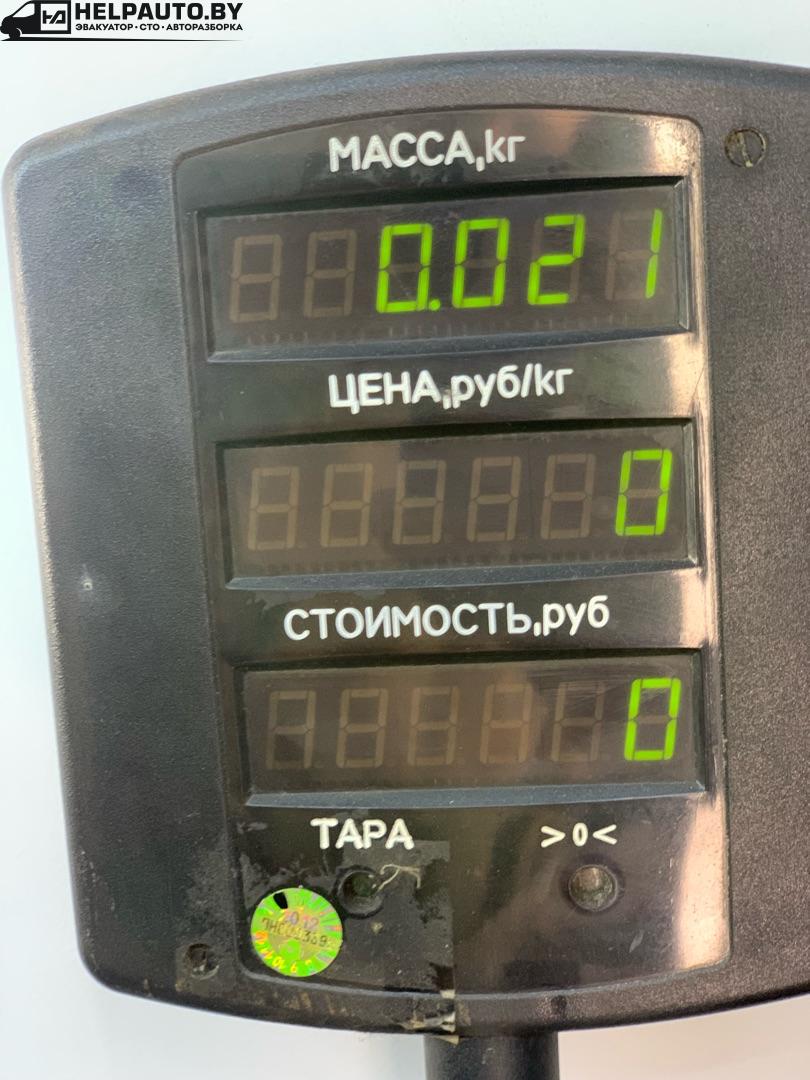 HELPAUTO.BY
ЭВАКУАТОР • СТО • АВТОРАЗБОРКА
МАССА,кг
0.021
ЦЕНА,руб/кг
0
СТОИМОСТЬ,руб
0
ТАРА >0<